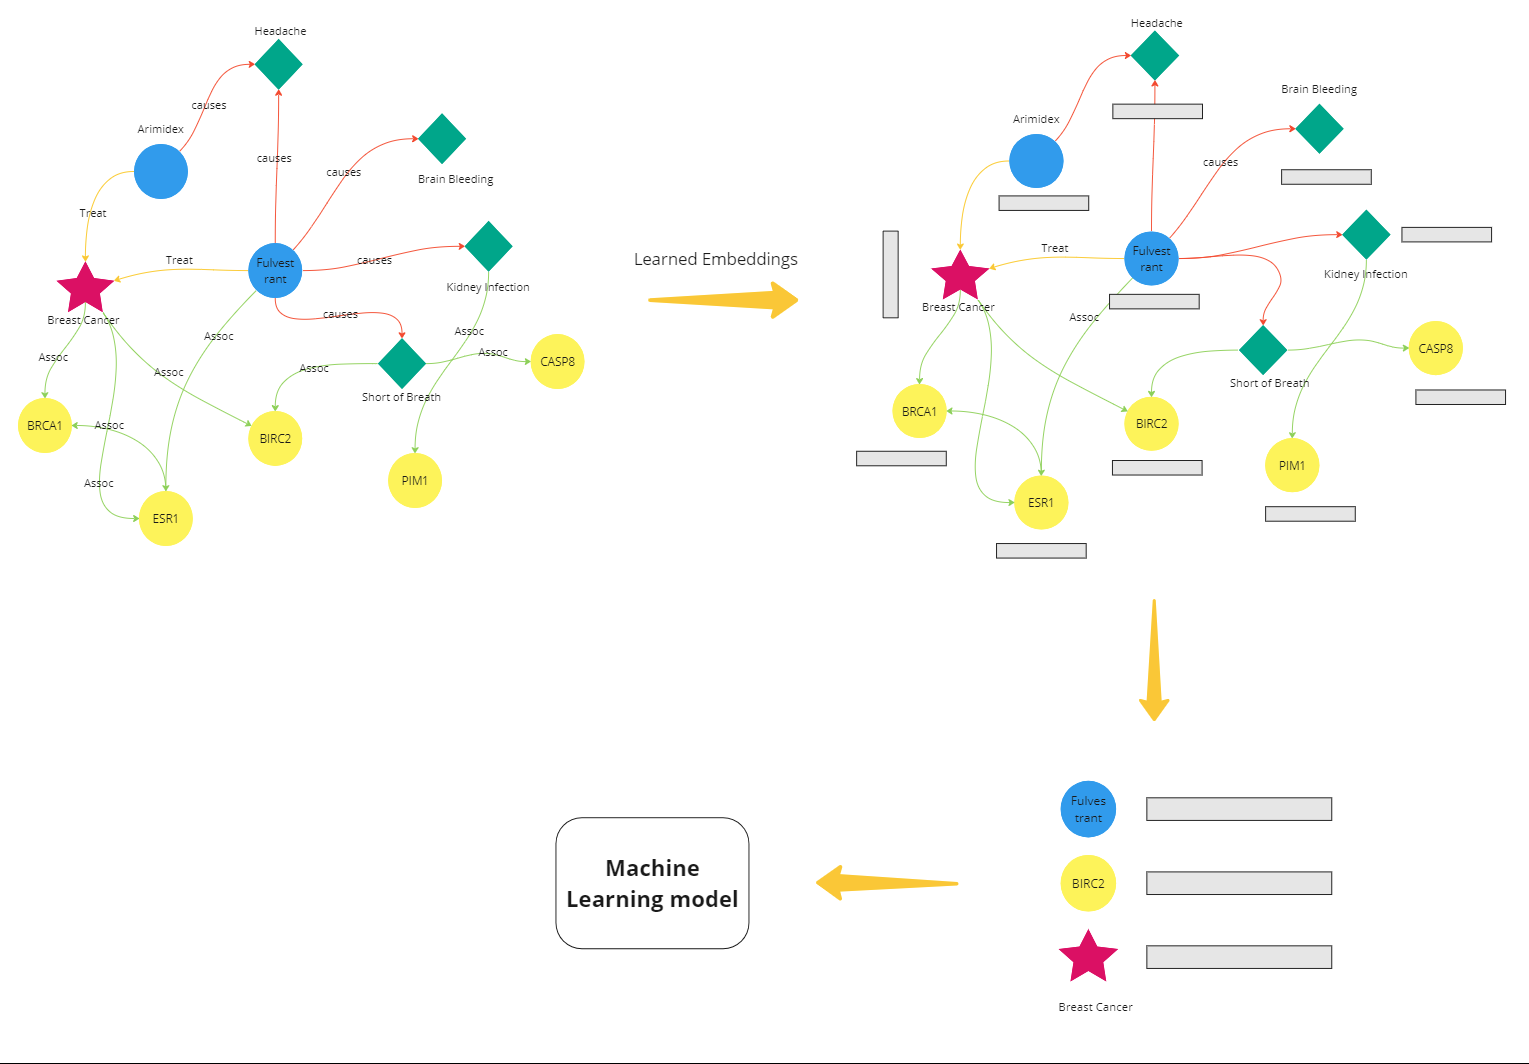 Headache
causes
Arimidex
causes
causes
Brain Bleeding
Treat
Treat
Fulvest
rant
causes
Kidney Infection
Breast Cancer
causes
Assoc
Assoc
Assoc
Assoc
Assoc
Assoc
CASP8
Short of Breath
BRCA1
Assoc
BIRC2
Assoc
PIM1
ESR1
Learned Embeddings
Headache
Brain Bleeding
Arimidex
causes
Treat
Fulvest
rant
Kidney Infection
Breast Cancer
Assoc
CASP8
Short of Breath
BRCA1
BIRC2
PIM1
ESR1
Fulves
trant
BIRC2
Breast Cancer
Machine
Learning model